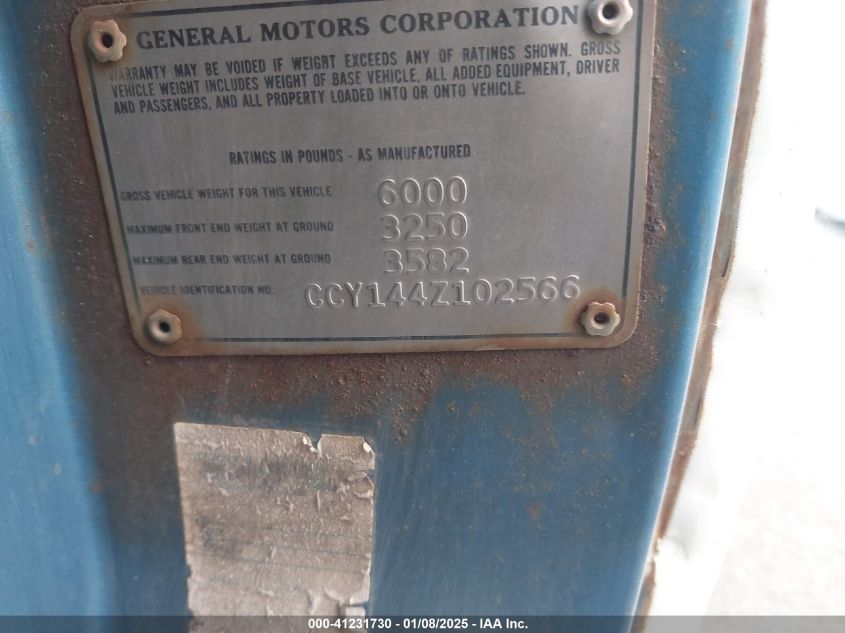 GENERAL MOTORS CORPORATION
WARRANTY MAY BE VOIDED IF WEIGHT EXCEEDS ANY OF RATINGS SHOWN. GROSS
VEHICLE WEIGHT INCLUDES WEIGHT OF BASE VEHICLE, ALL ADDED EQUIPMENT, DRIVER
AND PASSENGERS, AND ALL PROPERTY LOADED INTO OR ONTO VEHICLE.
RATINGS IN POUNDS - AS MANUFACTURED
GROSS VEHICLE WEIGHT FOR THIS VEHICLE 6000
MAXIMUM FRONT END WEIGHT AT GROUND 3250
MAXIMUM REAR END WEIGHT AT GROUND 3582
VEHICLE IDENTIFICATION NO. CCY144Z102566
000-41231730 - 01/08/2025 - IAA Inc.